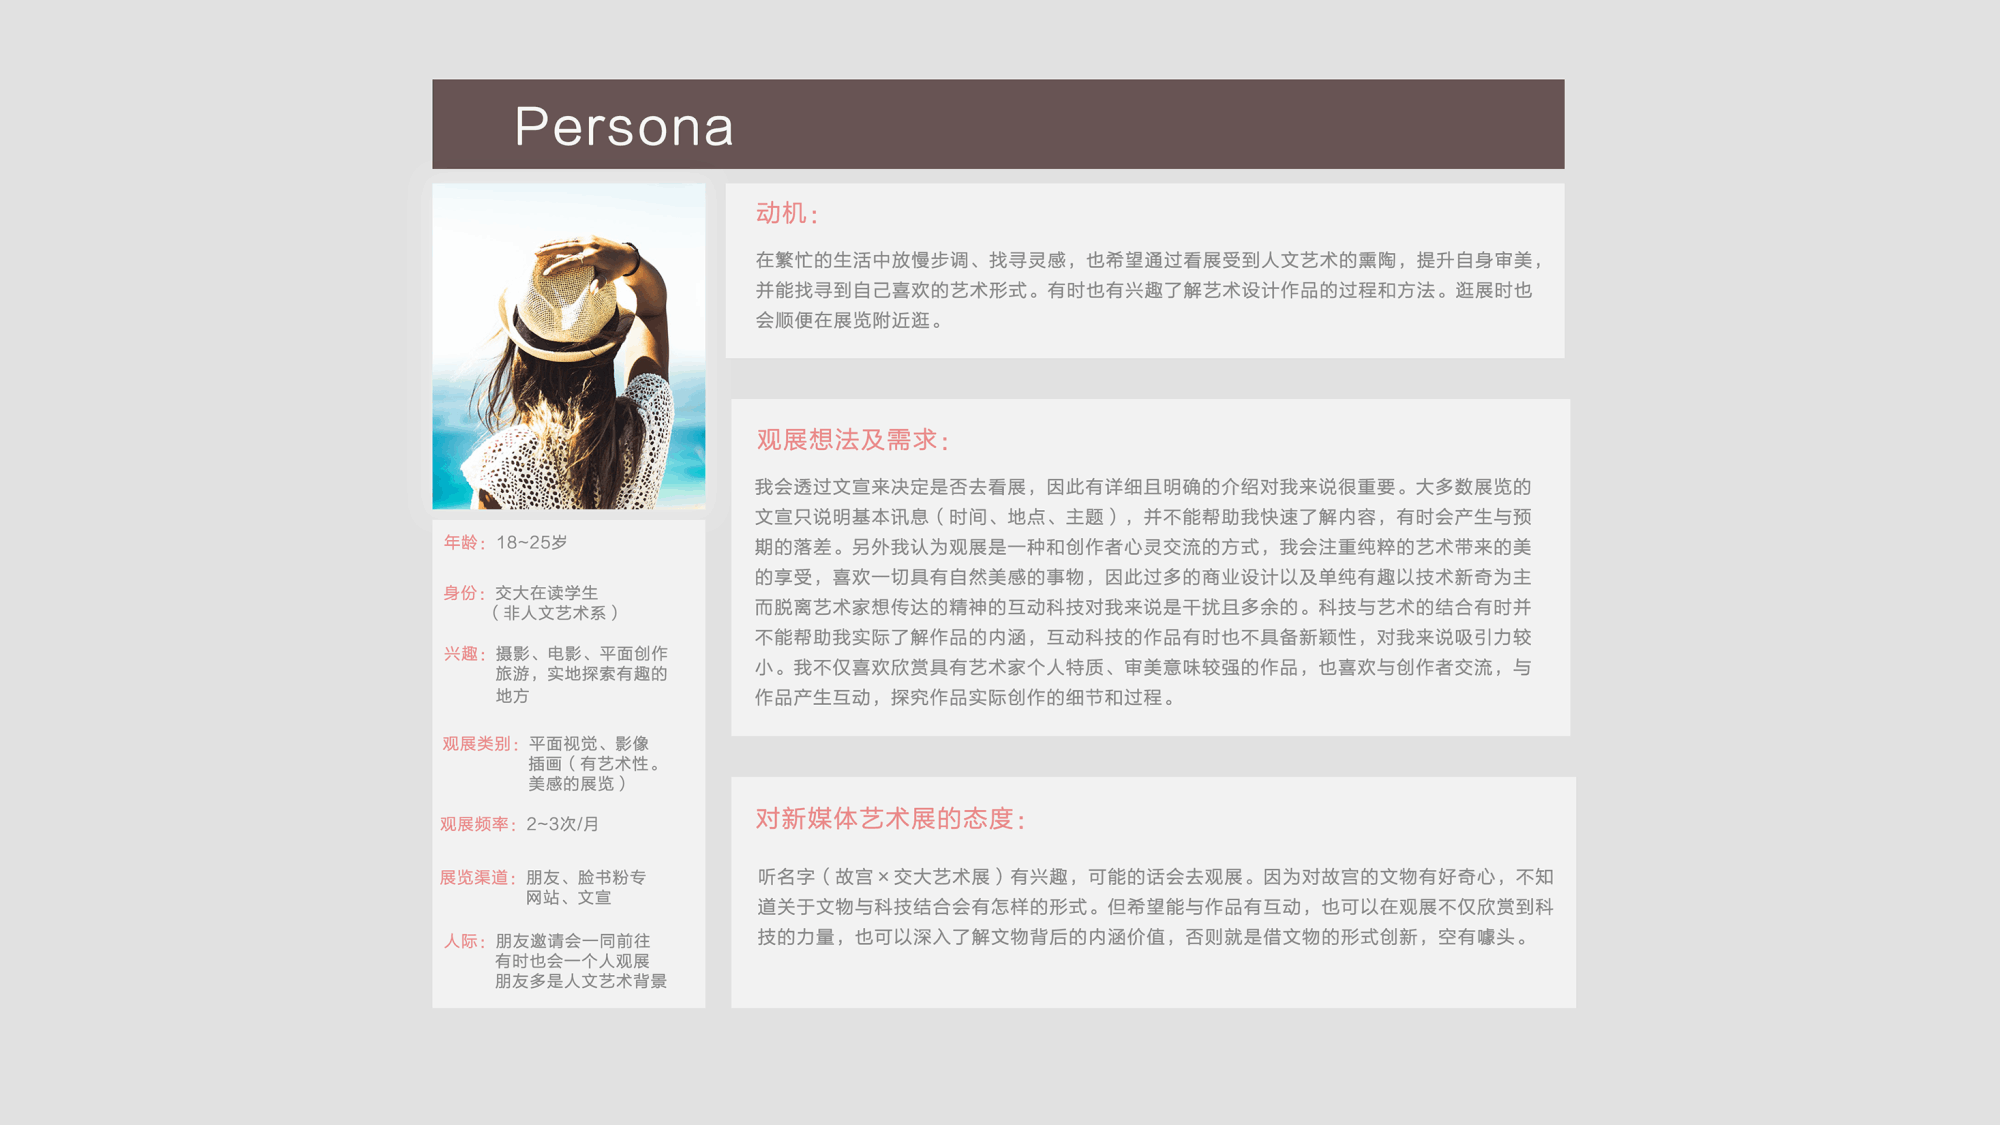 Persona
年龄：18~25岁
身份：交大在读学生
（非人文艺术系）
兴趣：摄影、电影、平面创作
旅游，实地探索有趣的
地方
观展类别：平面视觉、影像
插画（有艺术性。
美感的展览）
观展频率：2~3次/月
展览渠道：朋友、脸书粉专
网站、文宣
人际：朋友邀请会一同前往
有时也会一个人观展
朋友多是人文艺术背景
动机：
在繁忙的生活中放慢步调、找寻灵感，也希望通过看展受到人文艺术的熏陶，提升自身审美，
并能找寻到自己喜欢的艺术形式。有时也有兴趣了解艺术设计作品的过程和方法。逛展时也
会顺便在展览附近逛。
观展想法及需求：
我会透过文宣来决定是否去看展，因此有详细且明确的介绍对我来说很重要。大多数展览的
文宣只说明基本讯息（时间、地点、主题），并不能帮助我快速了解内容，有时会产生与预
期的落差。另外我认为观展是一种和创作者心灵交流的方式，我会注重纯粹的艺术带来的美
的享受，喜欢一切具有自然美感的事物，因此过多的商业设计以及单纯有趣以技术新奇为主
而脱离艺术家想传达的精神的互动科技对我来说是干扰且多余的。科技与艺术的结合有时并
不能帮助我实际了解作品的内涵，互动科技的作品有时也不具备新颖性，对我来说吸引力较
小。我不仅喜欢欣赏具有艺术家个人特质、审美意味较强的作品，也喜欢与创作者交流，与
作品产生互动，探究作品实际创作的细节和过程。
对新媒体艺术展的态度：
听名字（故宫×交大艺术展）有兴趣，可能的话会去观展。因为对故宫的文物有好奇心，不知
道关于文物与科技结合会有怎样的形式。但希望能与作品有互动，也可以在观展不仅欣赏到科
技的力量，也可以深入了解文物背后的内涵价值，否则就是借文物的形式创新，空有噱头。